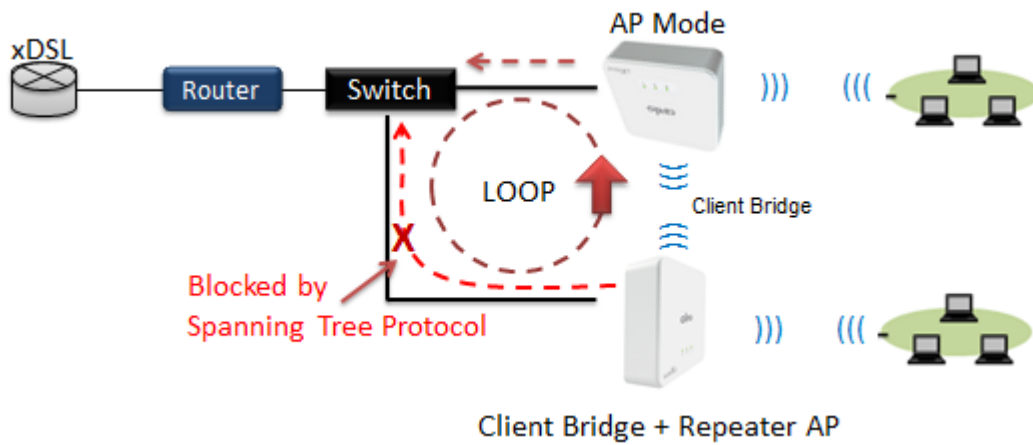 AP Mode
xDSL
Router
Switch
LOOP
Client Bridge
X
Blocked by
Spanning Tree Protocol
Client Bridge + Repeater AP